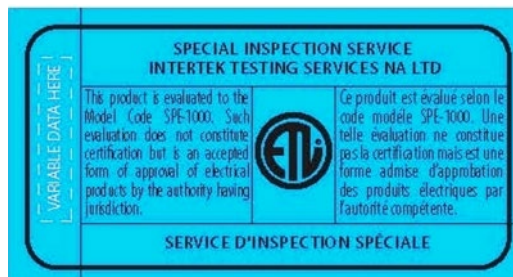 VARIABLE DATA HERE
SPECIAL INSPECTION SERVICE
INTERTEK TESTING SERVICES NA LTD
This product is evaluated to the
Model Code SPE-1000. Such
evaluation does not constitute
certification but is an accepted
form of approval of electrical
products by the authority having
jurisdiction.
ETL
Ce produit est évalué selon le
code modéle SPE-1000. Une
telle évaluation ne constitue
pas la certification mais est une
forme admise d'approbation
des produits électriques par
l'autorité compétente.
SERVICE D'INSPECTION SPÉCIALE